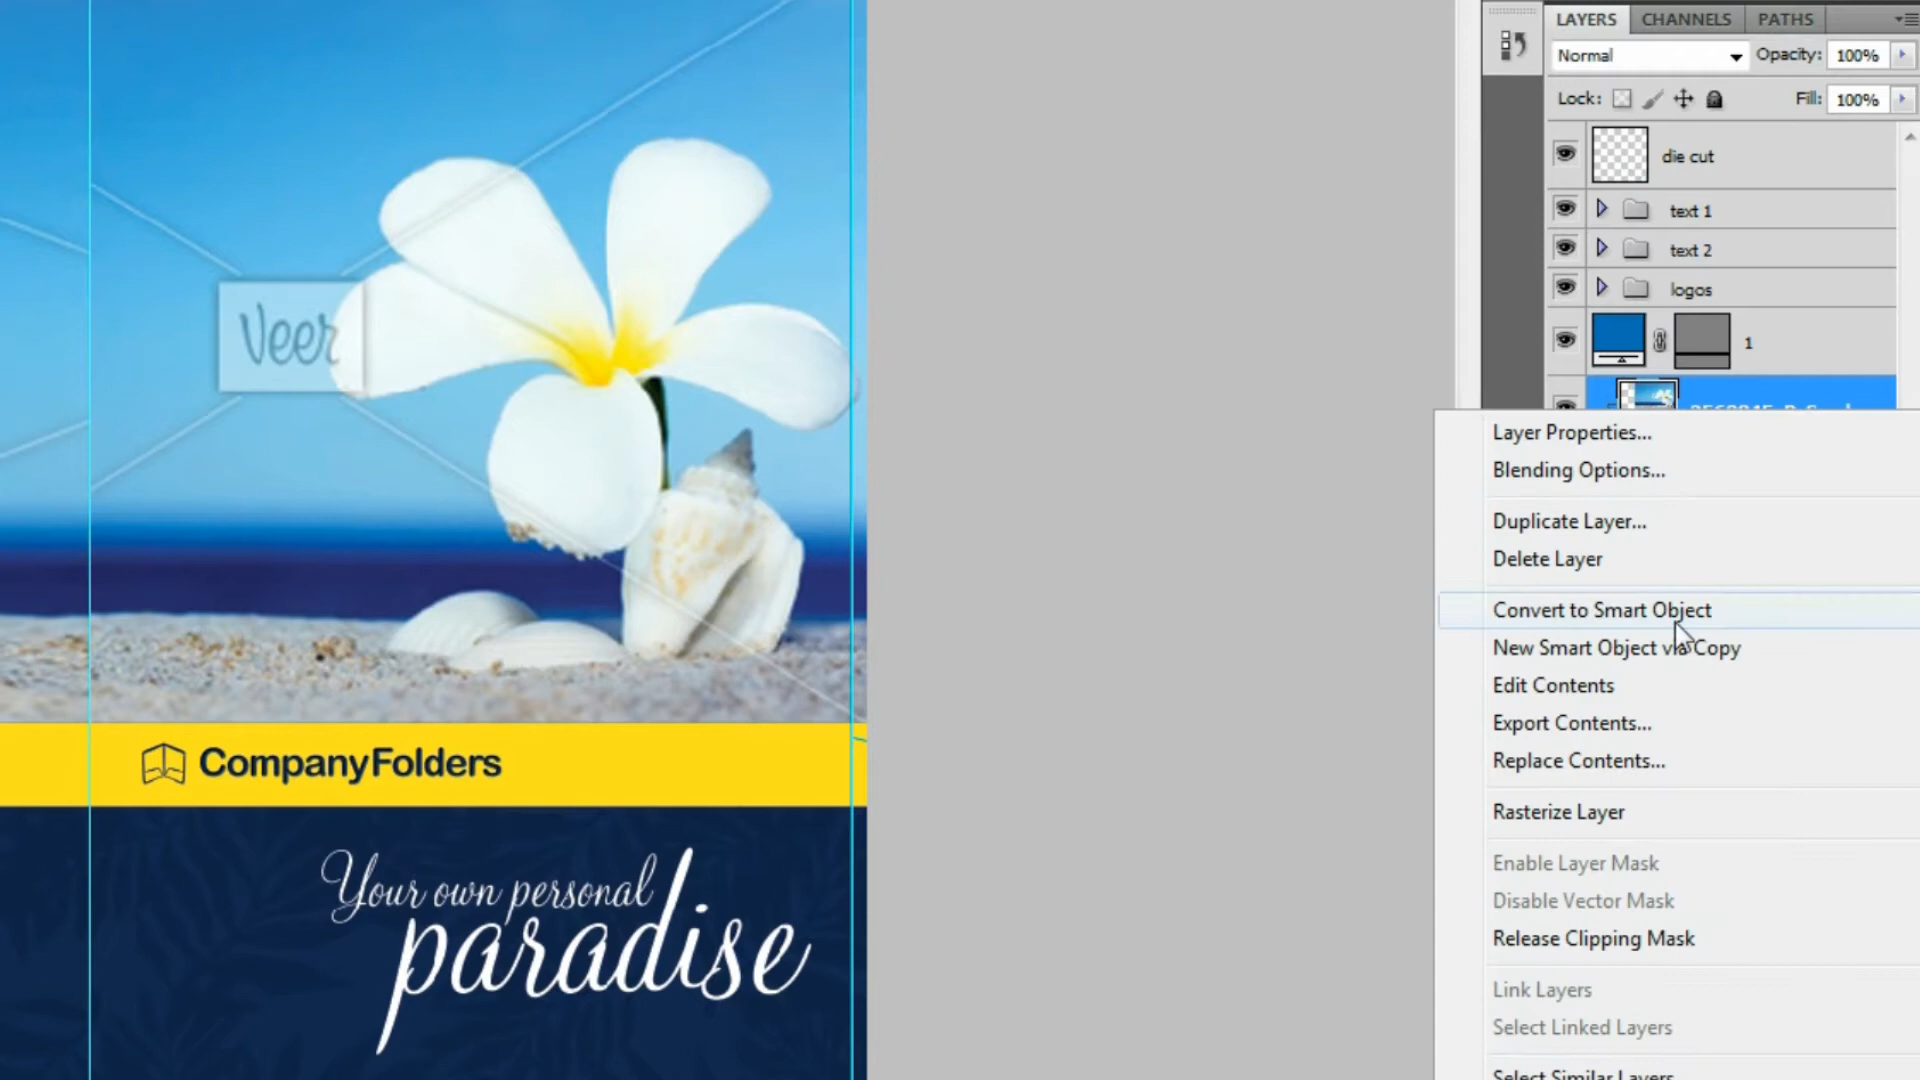 LAYERS CHANNELS PATHS
Normal Opacity: 100%
Lock: Fill: 100%
die cut
text 1
text 2
logos
1
Layer Properties...
Blending Options...
Duplicate Layer...
Delete Layer
Convert to Smart Object
New Smart Object via Copy
Edit Contents
Export Contents...
Replace Contents...
Rasterize Layer
Enable Layer Mask
Disable Vector Mask
Release Clipping Mask
Link Layers
Select Linked Layers
Select Similar Layers
Veer
CompanyFolders
Your own personal
paradise